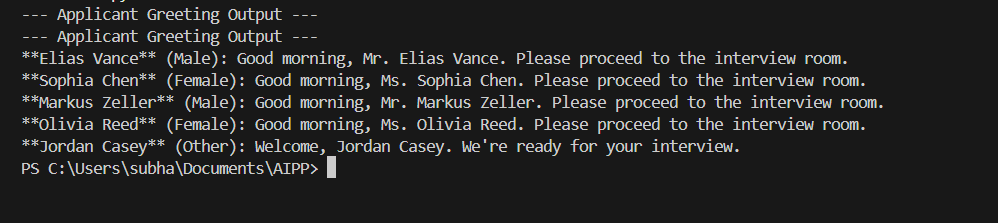 --- Applicant Greeting Output ---
--- Applicant Greeting Output ---
**Elias Vance** (Male): Good morning, Mr. Elias Vance. Please proceed to the interview room.
**Sophia Chen** (Female): Good morning, Ms. Sophia Chen. Please proceed to the interview room.
**Markus Zeller** (Male): Good morning, Mr. Markus Zeller. Please proceed to the interview room.
**Olivia Reed** (Female): Good morning, Ms. Olivia Reed. Please proceed to the interview room.
**Jordan Casey** (Other): Welcome, Jordan Casey. We're ready for your interview.
PS C:\Users\subha\Documents\AIPP>